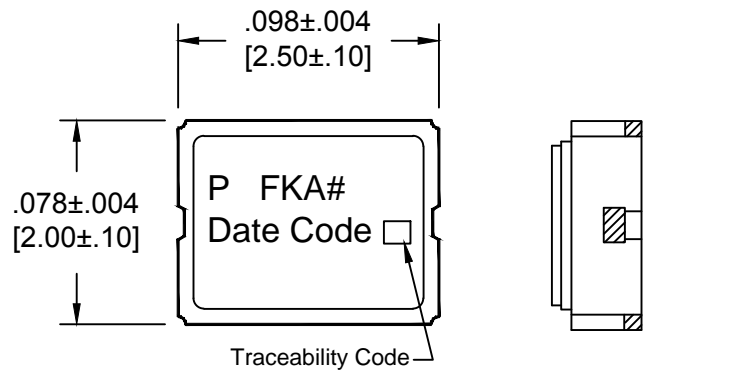 .098±.004
[2.50±.10]
.078±.004
[2.00±.10]
P FKA#
Date Code
Traceability Code